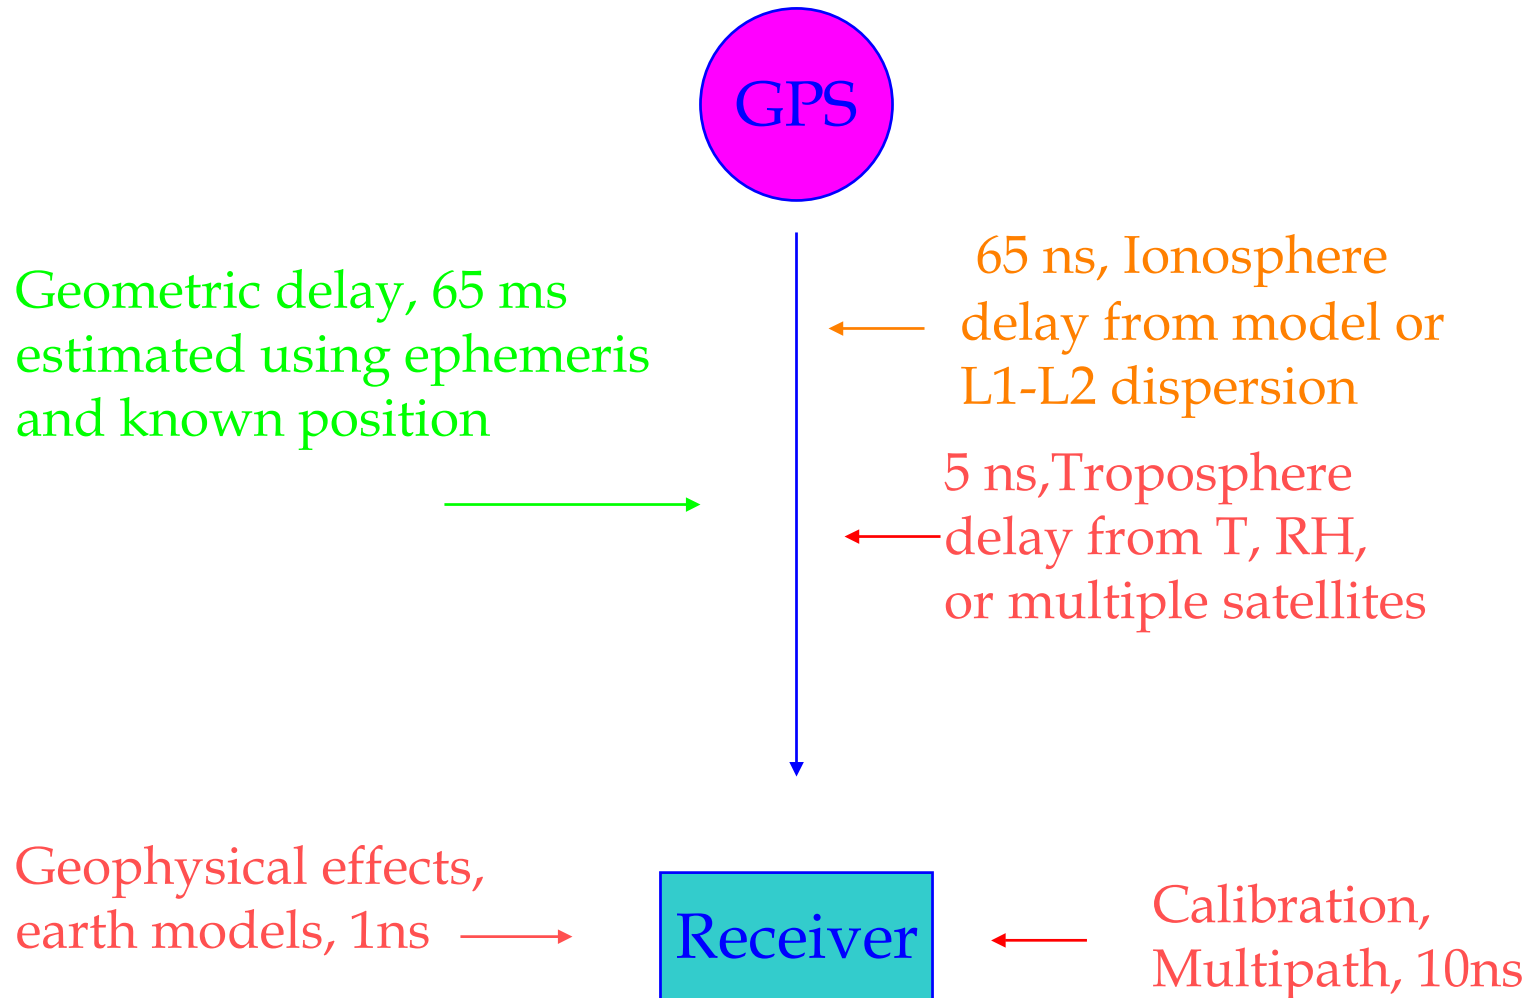 GPS
Geometric delay, 65 ms
estimated using ephemeris
and known position
65 ns, Ionosphere
delay from model or
L1-L2 dispersion
5 ns,Troposphere
delay from T, RH,
or multiple satellites
Geophysical effects,
earth models, 1ns
Receiver
Calibration,
Multipath, 10ns